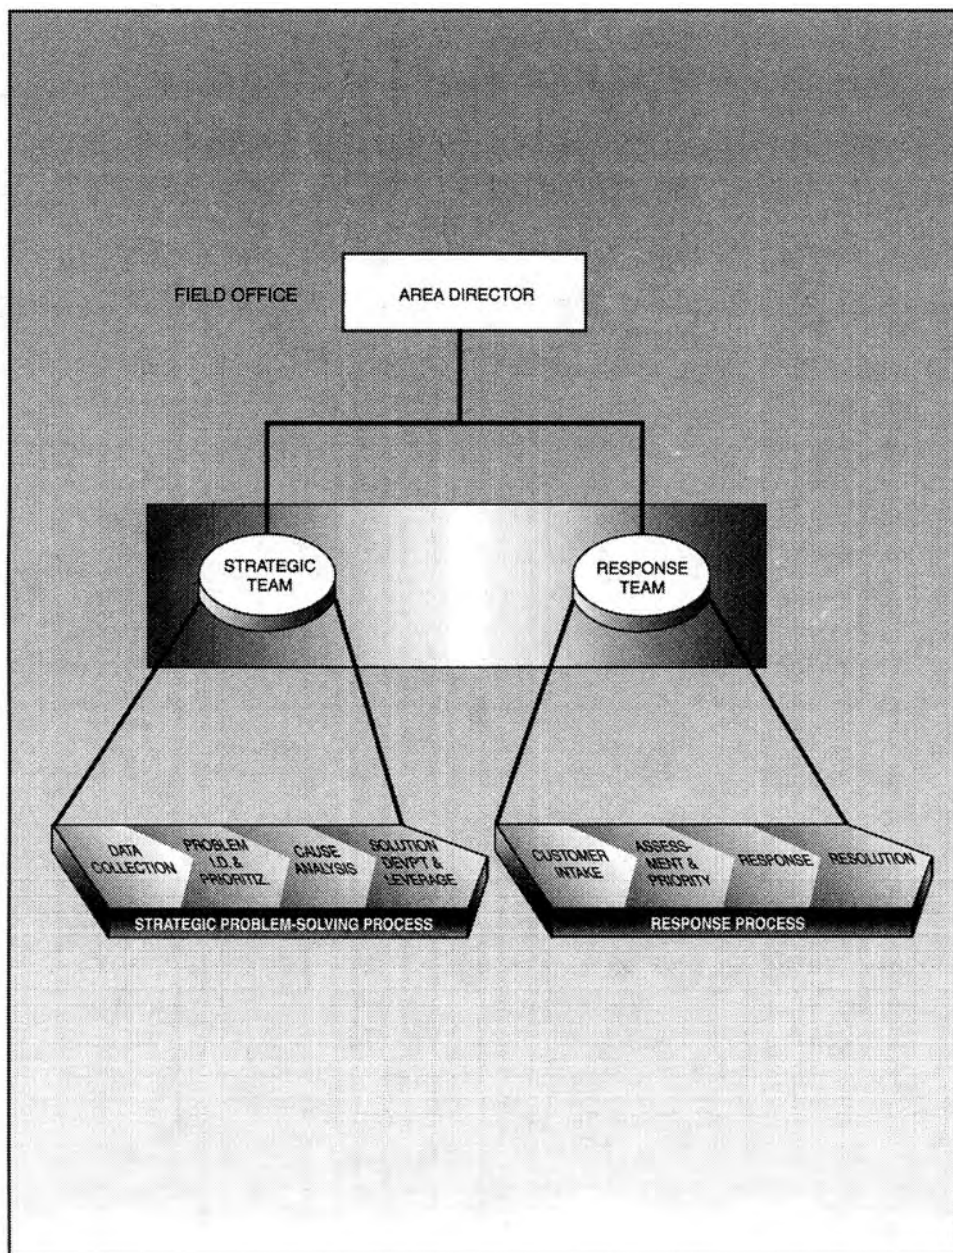 FIELD OFFICE
AREA DIRECTOR
STRATEGIC
TEAM
RESPONSE
TEAM
DATA
COLLECTION
PROBLEM
I.D. &
PRIORITIZ.
CAUSE
ANALYSIS
SOLUTION
DEVPT &
LEVERAGE
STRATEGIC PROBLEM-SOLVING PROCESS
CUSTOMER
INTAKE
ASSESS-
MENT &
PRIORITY
RESPONSE
RESOLUTION
RESPONSE PROCESS